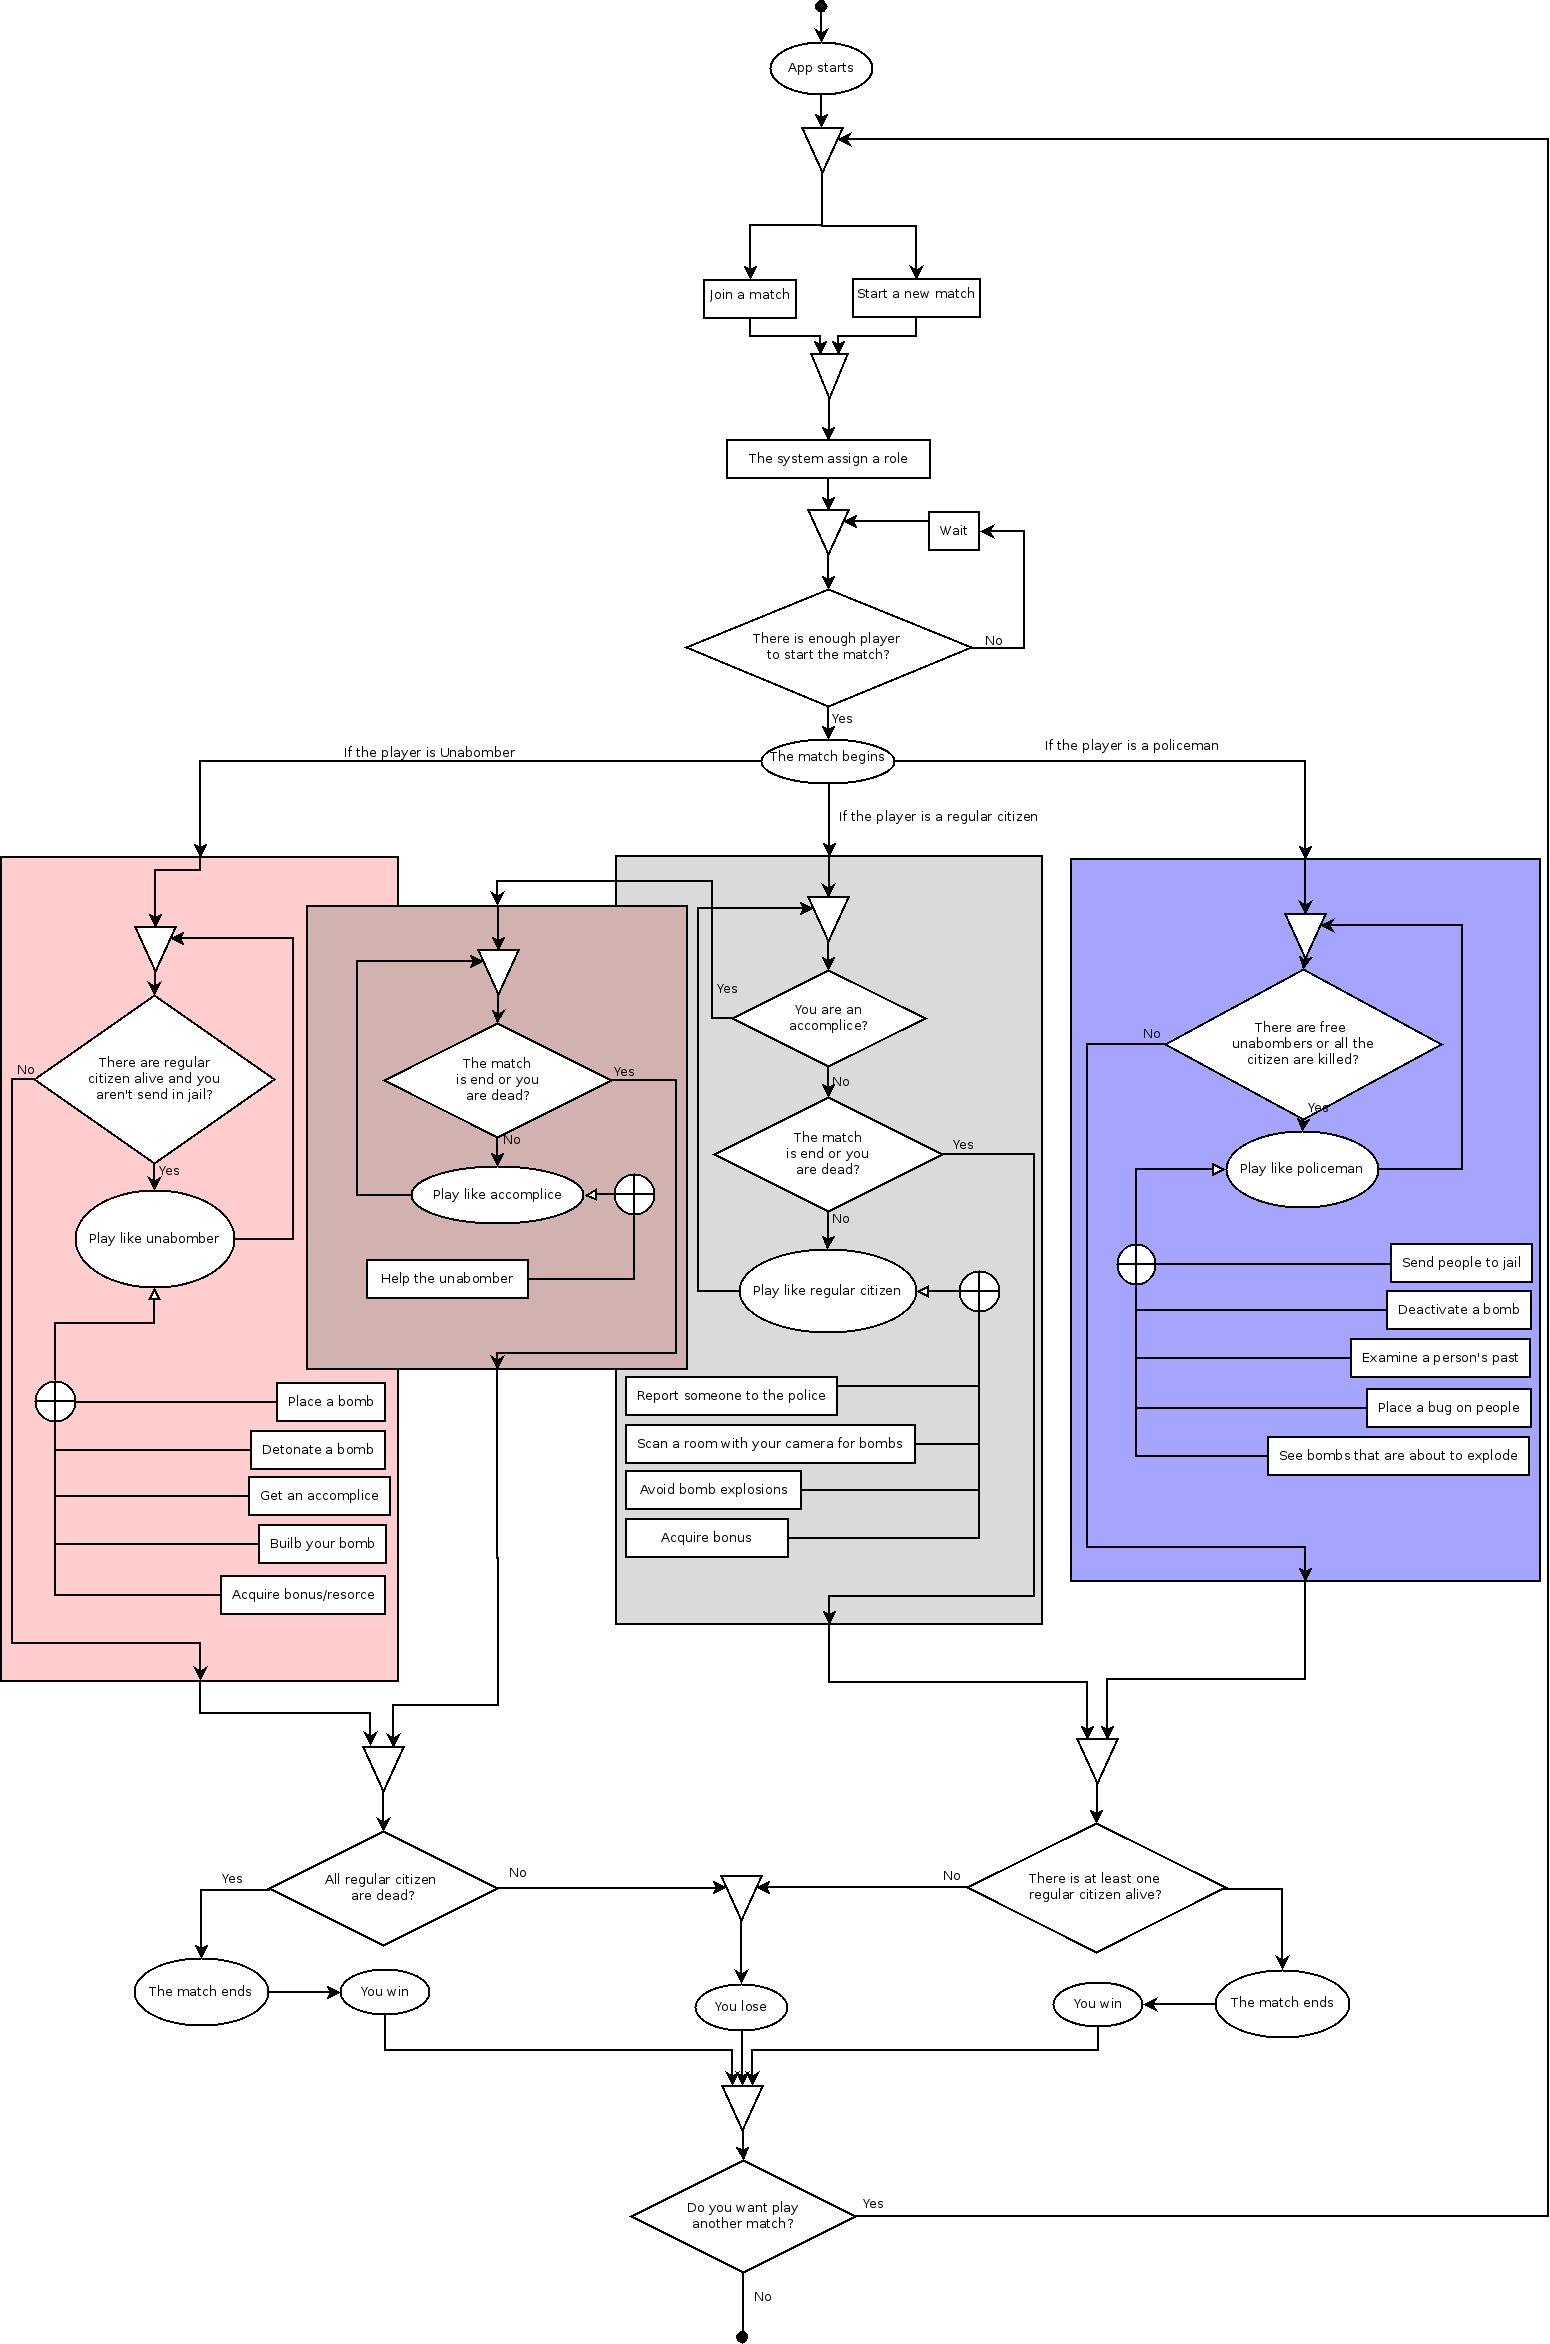 App starts
Join a match
Start a new match
The system assign a role
Wait
There is enough player
to start the match?
No
Yes
The match begins
If the player is Unabomber
If the player is a policeman
If the player is a regular citizen
There are regular
citizen alive and you
aren't send in jail?
No
Yes
Play like unabomber
Place a bomb
Detonate a bomb
Get an accomplice
Builb your bomb
Acquire bonus/resorce
The match
is end or you
are dead?
Yes
No
Play like accomplice
Help the unabomber
You are an
accomplice?
Yes
No
The match
is end or you
are dead?
Yes
No
Play like regular citizen
Report someone to the police
Scan a room with your camera for bombs
Avoid bomb explosions
Acquire bonus
There are free
unabombers or all the
citizen are killed?
No
Yes
Play like policeman
Send people to jail
Deactivate a bomb
Examine a person's past
Place a bug on people
See bombs that are about to explode
All regular citizen
are dead?
Yes
No
There is at least one
regular citizen alive?
No
The match ends
You win
You lose
You win
The match ends
Do you want play
another match?
Yes
No